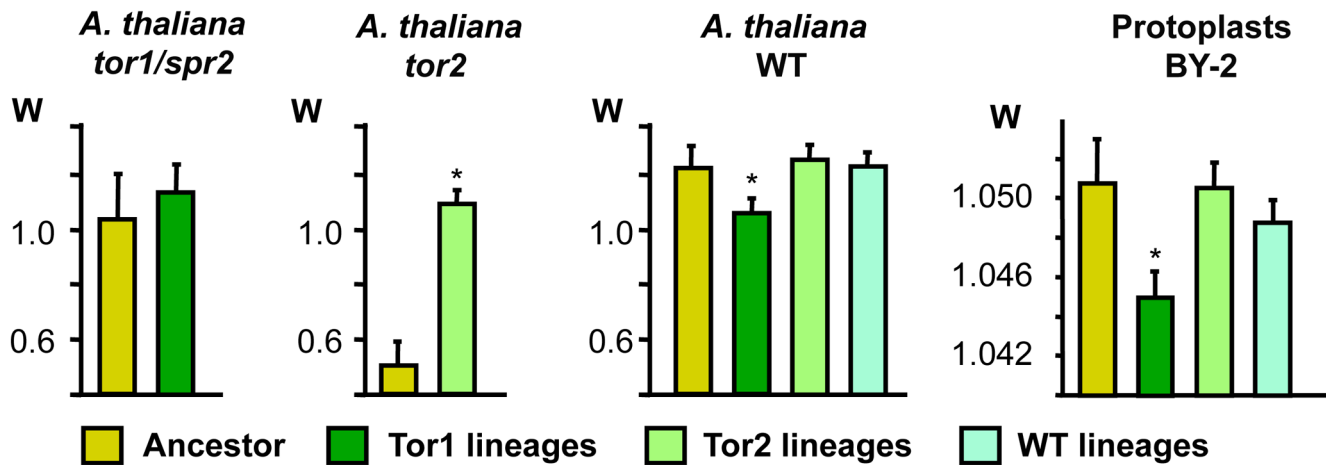 A. thaliana
tor1/spr2
A. thaliana
tor2
A. thaliana
WT
Protoplasts
BY-2
W
1.0
0.6
W
*
1.0
0.6
W
*
1.0
0.6
W
*
1.050
1.046
1.042
Ancestor
Tor1 lineages
Tor2 lineages
WT lineages